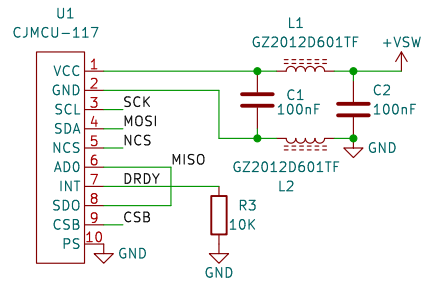 U1
CJMCU-117
VCC 1
GND 2
SCL 3 SCK
SDA 4 MOSI
NCS 5 NCS
AD0 6 MISO
INT 7 DRDY
SDO 8
CSB 9 CSB
PS 10
GND
L1
GZ2012D601TF
+VSW
C1
100nF
C2
100nF
GND
GZ2012D601TF
L2
R3
10K
GND